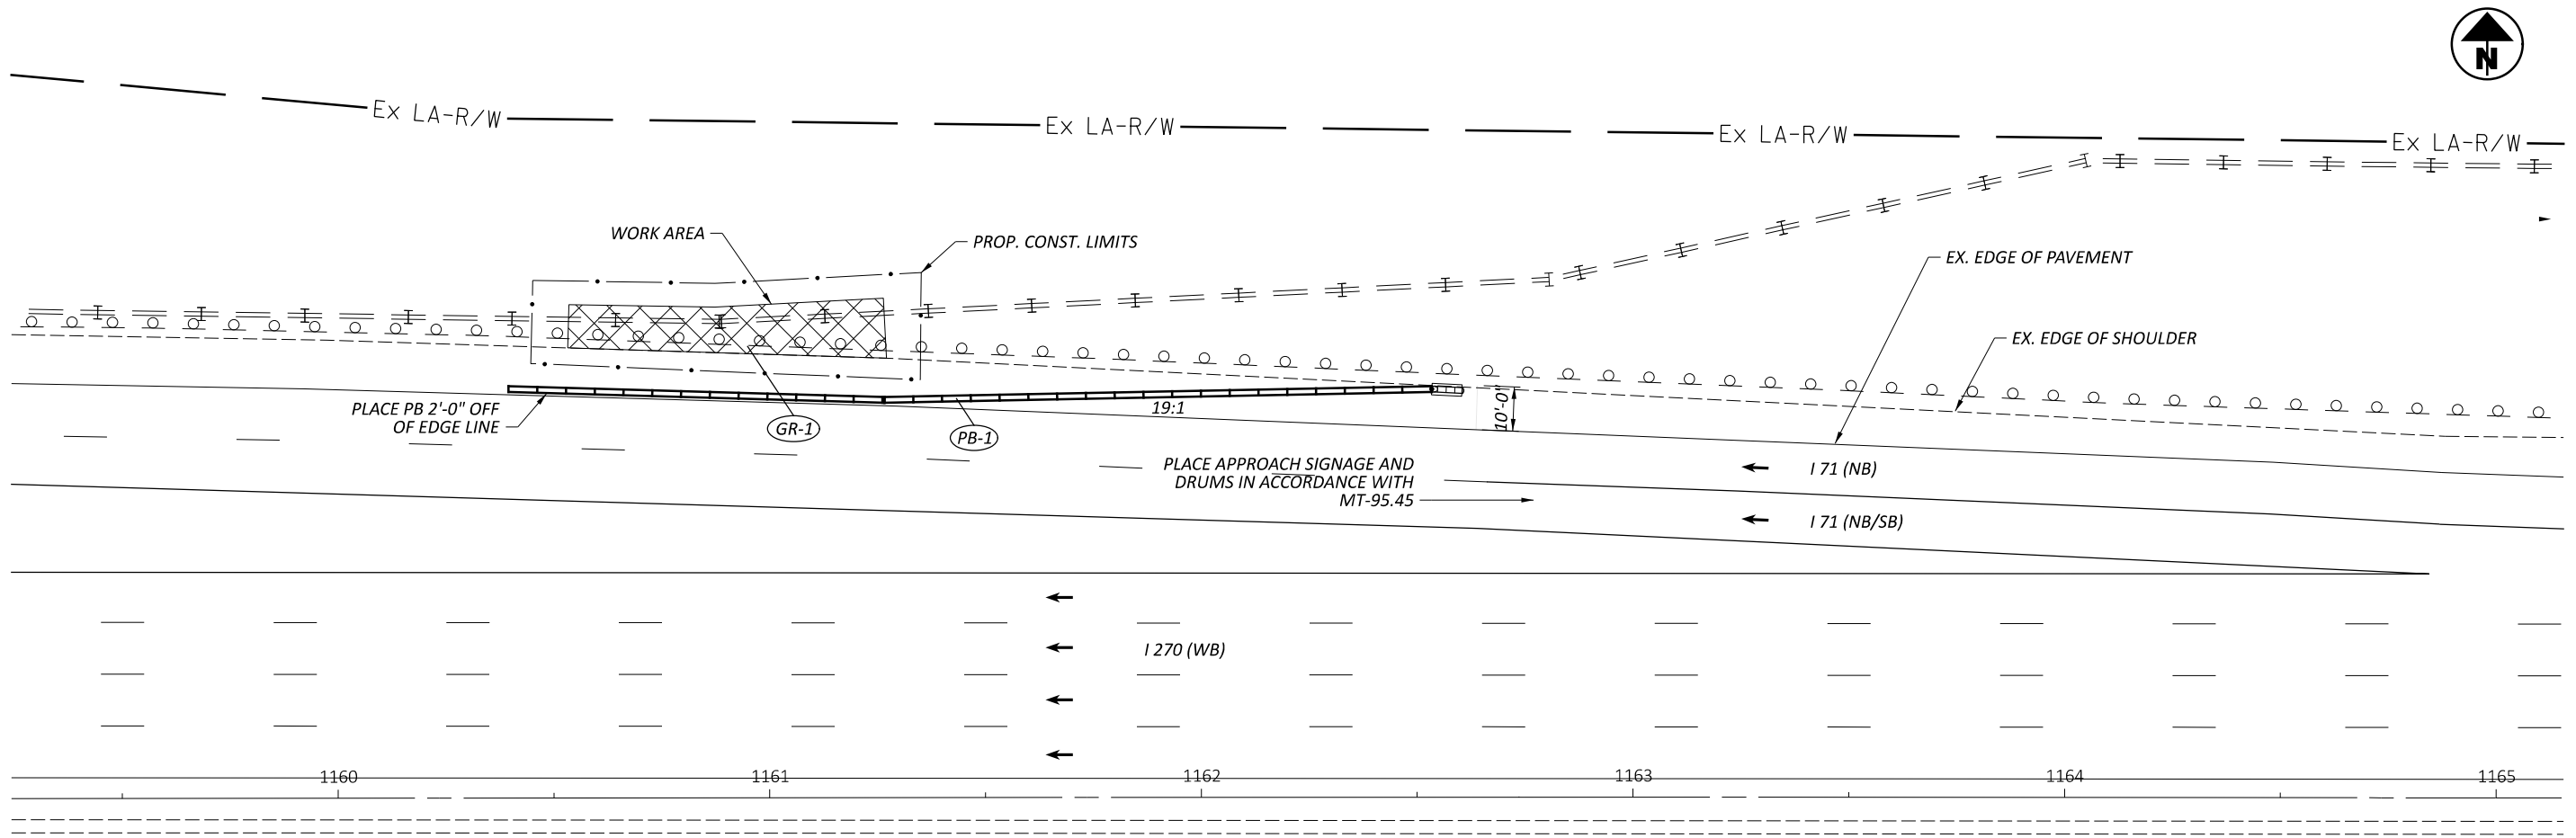 N
Ex LA-R/W
Ex LA-R/W
Ex LA-R/W
Ex LA-R/W
WORK AREA
PROP. CONST. LIMITS
EX. EDGE OF PAVEMENT
EX. EDGE OF SHOULDER
PLACE PB 2'-0" OFF
OF EDGE LINE
GR-1
PB-1
19:1
10'-0"
PLACE APPROACH SIGNAGE AND
DRUMS IN ACCORDANCE WITH
MT-95.45
I 71 (NB)
I 71 (NB/SB)
I 270 (WB)
1160
1161
1162
1163
1164
1165